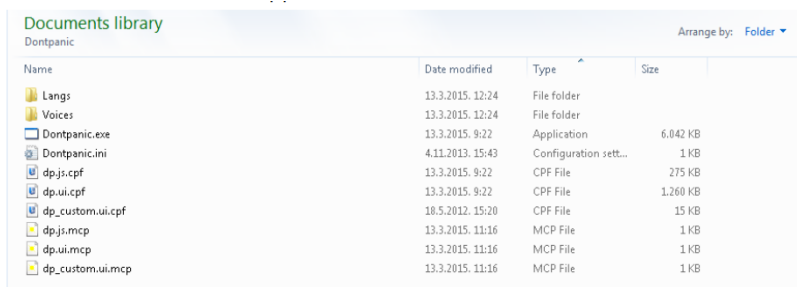 Documents library
Dontpanic
Arrange by: Folder
Name Date modified Type Size
Langs 13.3.2015. 12:24 File folder
Voices 13.3.2015. 12:24 File folder
Dontpanic.exe 13.3.2015. 9:22 Application 6.042 KB
Dontpanic.ini 4.11.2013. 15:43 Configuration sett... 1 KB
dp.js.cpf 13.3.2015. 9:22 CPF File 275 KB
dp.ui.cpf 13.3.2015. 9:22 CPF File 1.260 KB
dp_custom.ui.cpf 18.5.2012. 15:20 CPF File 15 KB
dp.js.mcp 13.3.2015. 11:16 MCP File 1 KB
dp.ui.mcp 13.3.2015. 11:16 MCP File 1 KB
dp_custom.ui.mcp 13.3.2015. 11:16 MCP File 1 KB